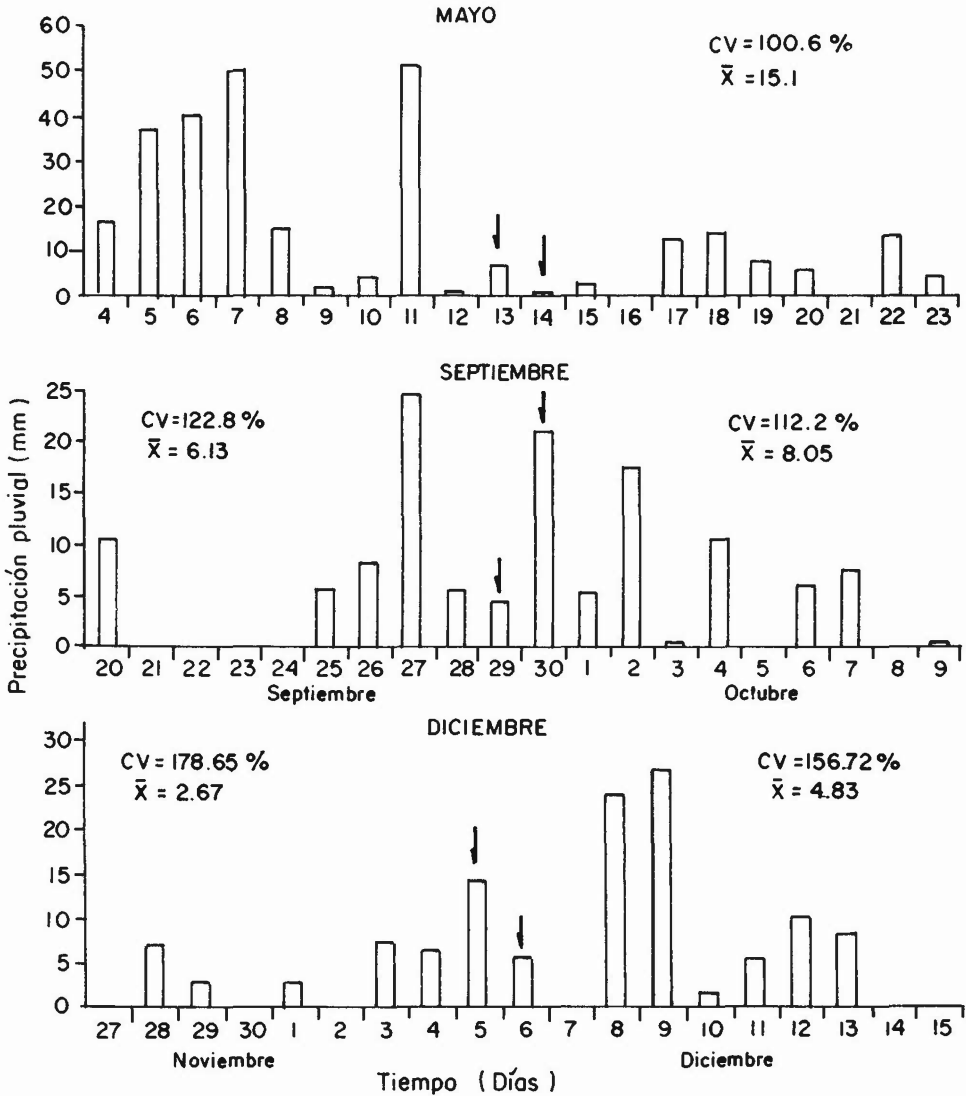 MAYO
60
50
40
30
20
10
0
CV=100.6 %
X̄ =15.1
4 5 6 7 8 9 10 11 12 13 14 15 16 17 18 19 20 21 22 23
SEPTIEMBRE
25
20
15
10
5
0
CV=122.8 %
X̄ = 6.13
CV=112.2 %
X̄ = 8.05
20 21 22 23 24 25 26 27 28 29 30 1 2 3 4 5 6 7 8 9
Septiembre
Octubre
Precipitación pluvial (mm)
DICIEMBRE
30
25
20
15
10
5
0
CV=178.65 %
X̄ = 2.67
CV=156.72 %
X̄ = 4.83
27 28 29 30 1 2 3 4 5 6 7 8 9 10 11 12 13 14 15
Noviembre
Diciembre
Tiempo (Días)